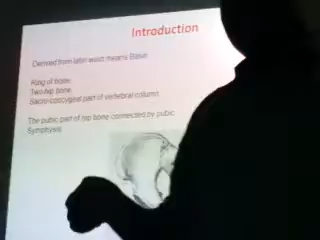 Introduction
Derived from latin word means Basin
Ring of bone:
Two hip bone
Sacro-coccygeal part of vertebral column
The pubic part of hip bone connected by pubic
Symphysis